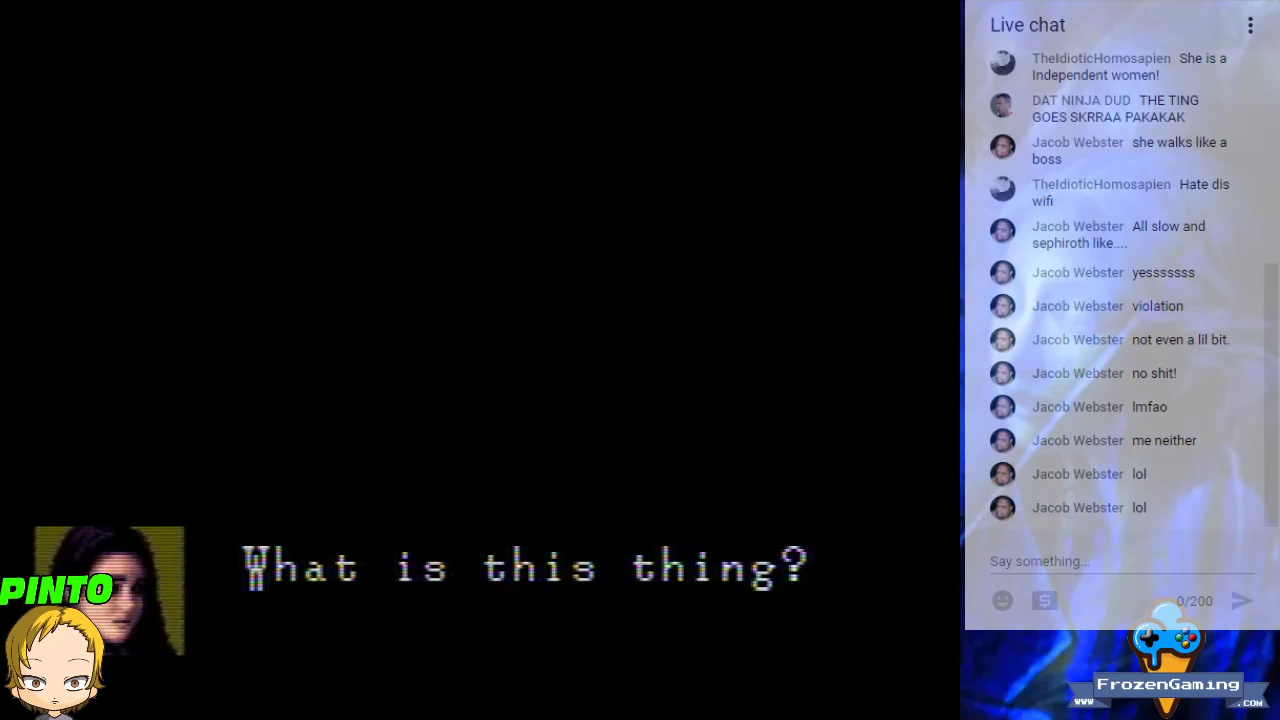 Live chat
TheIdioticHomosapien She is a
Independent women!
DAT NINJA DUD THE TING
GOES SKRRAA PAKAKAK
Jacob Webster she walks like a
boss
TheIdioticHomosapien Hate dis
wifi
Jacob Webster All slow and
sephiroth like....
Jacob Webster yesssssss
Jacob Webster violation
Jacob Webster not even a lil bit.
Jacob Webster no shit!
Jacob Webster lmfao
Jacob Webster me neither
Jacob Webster lol
Jacob Webster lol
Say something...
0/200
What is this thing?
PINTO
FrozenGaming
WWW
.COM